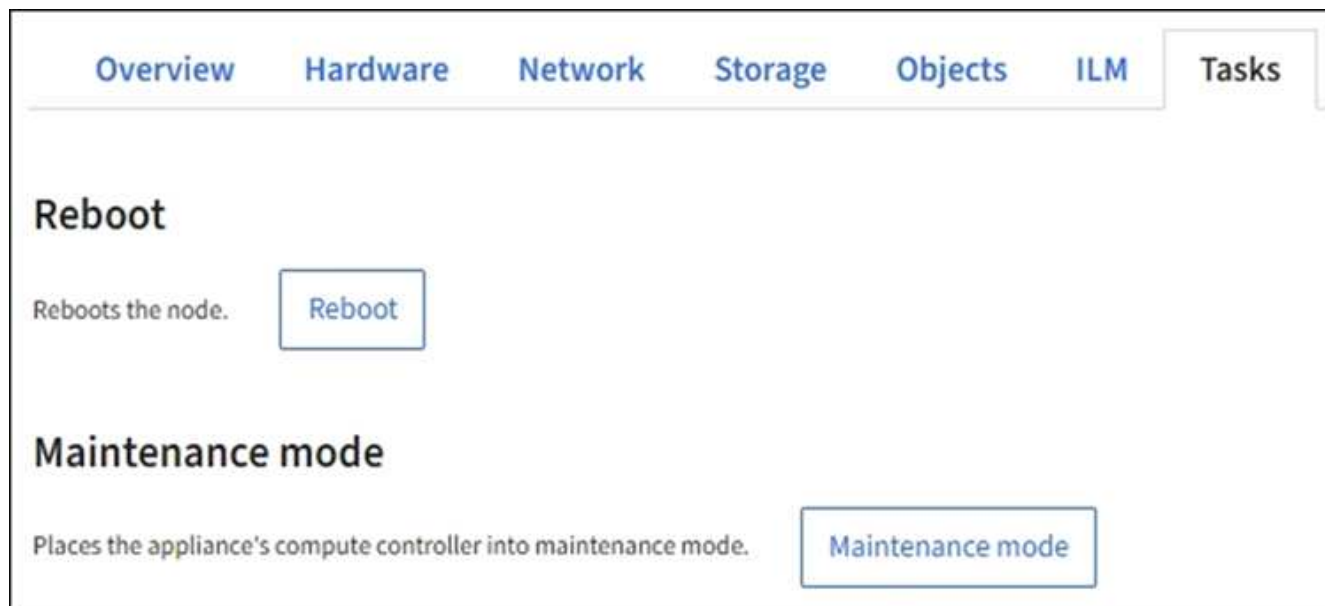 Overview Hardware Network Storage Objects ILM Tasks
Reboot
Reboots the node. Reboot
Maintenance mode
Places the appliance's compute controller into maintenance mode. Maintenance mode